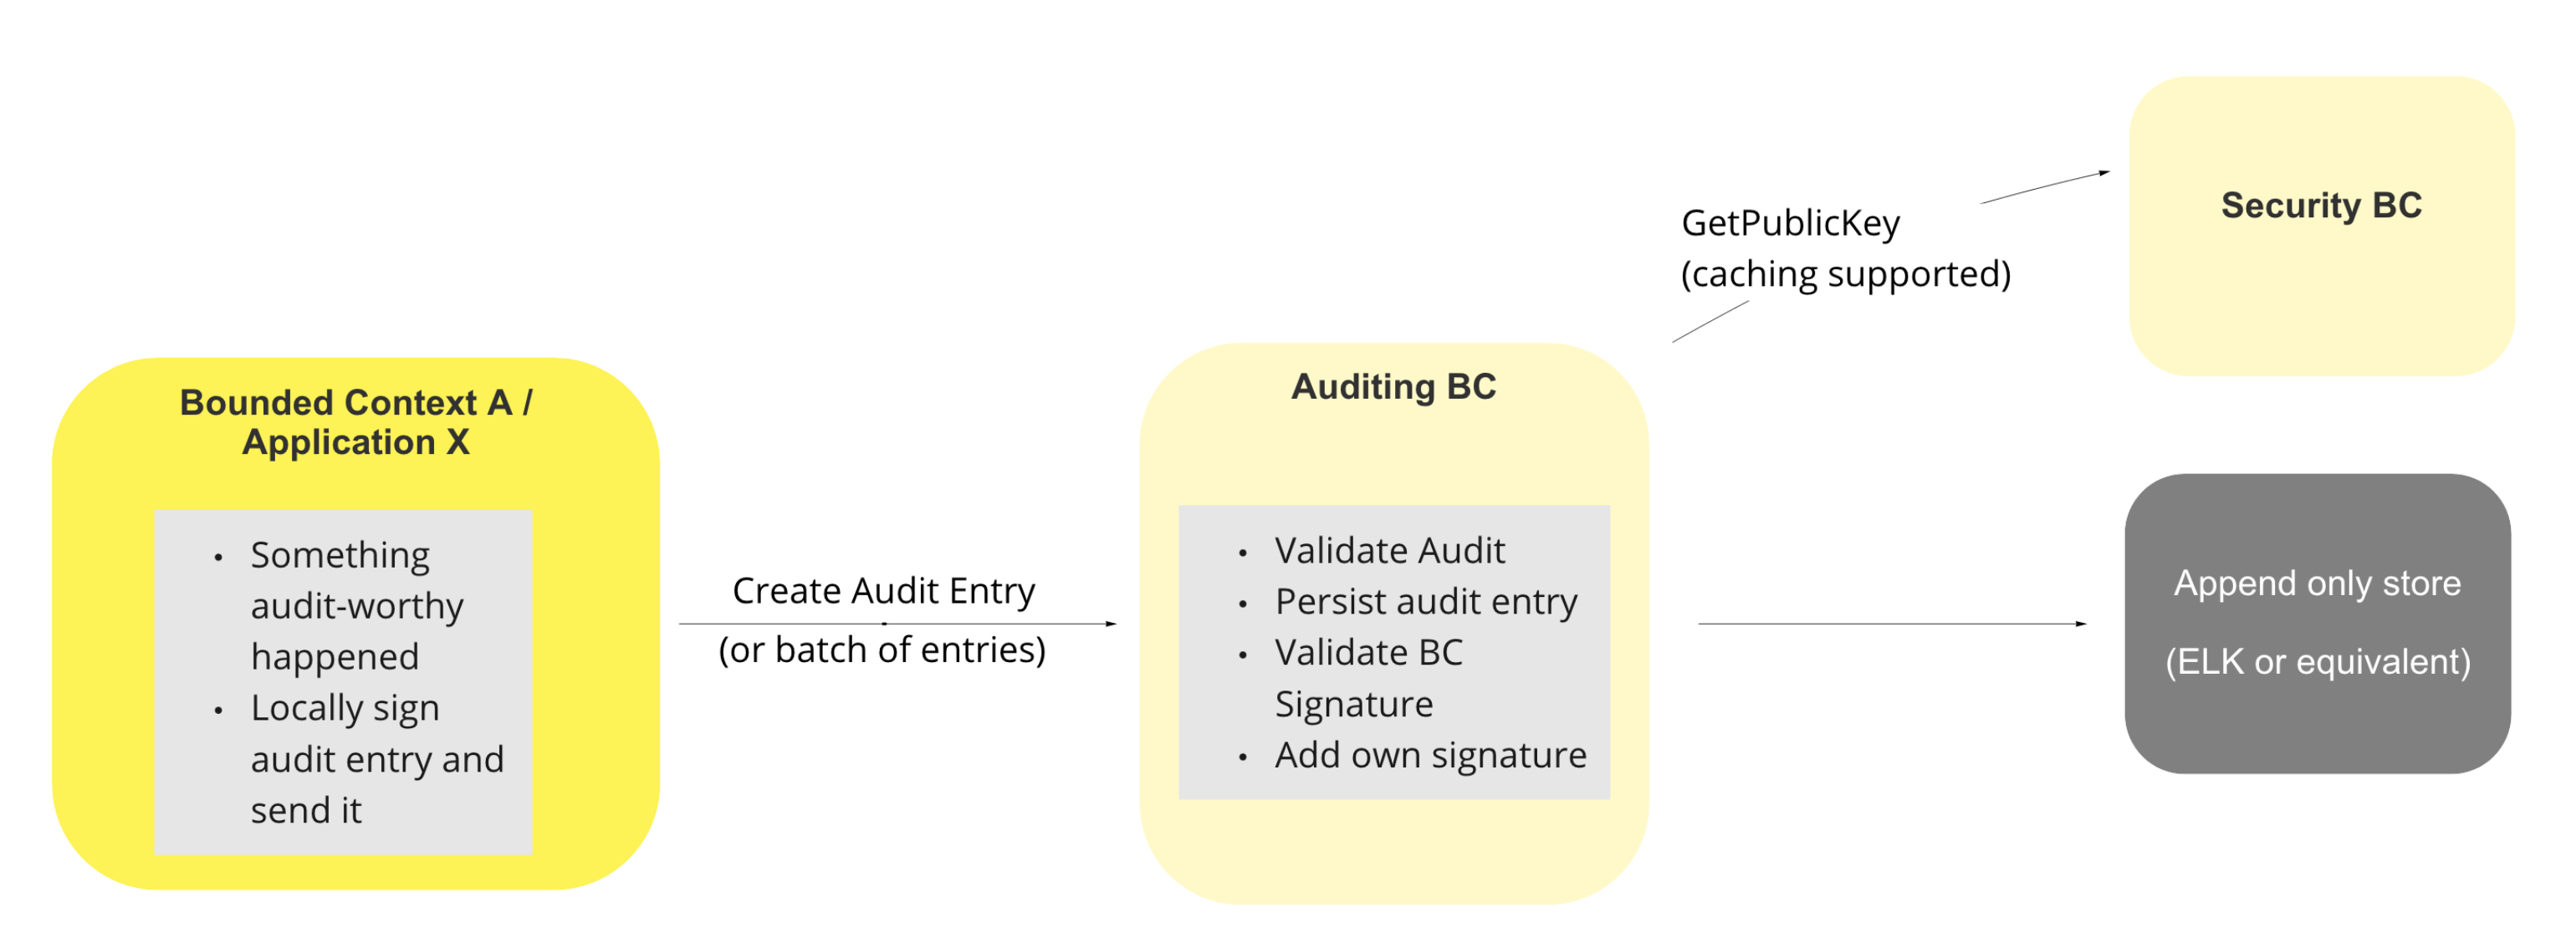 Bounded Context A /
Application X
• Something
audit-worthy
happened
• Locally sign
audit entry and
send it
Create Audit Entry
(or batch of entries)
Auditing BC
• Validate Audit
• Persist audit entry
• Validate BC
Signature
• Add own signature
GetPublicKey
(caching supported)
Security BC
Append only store
(ELK or equivalent)